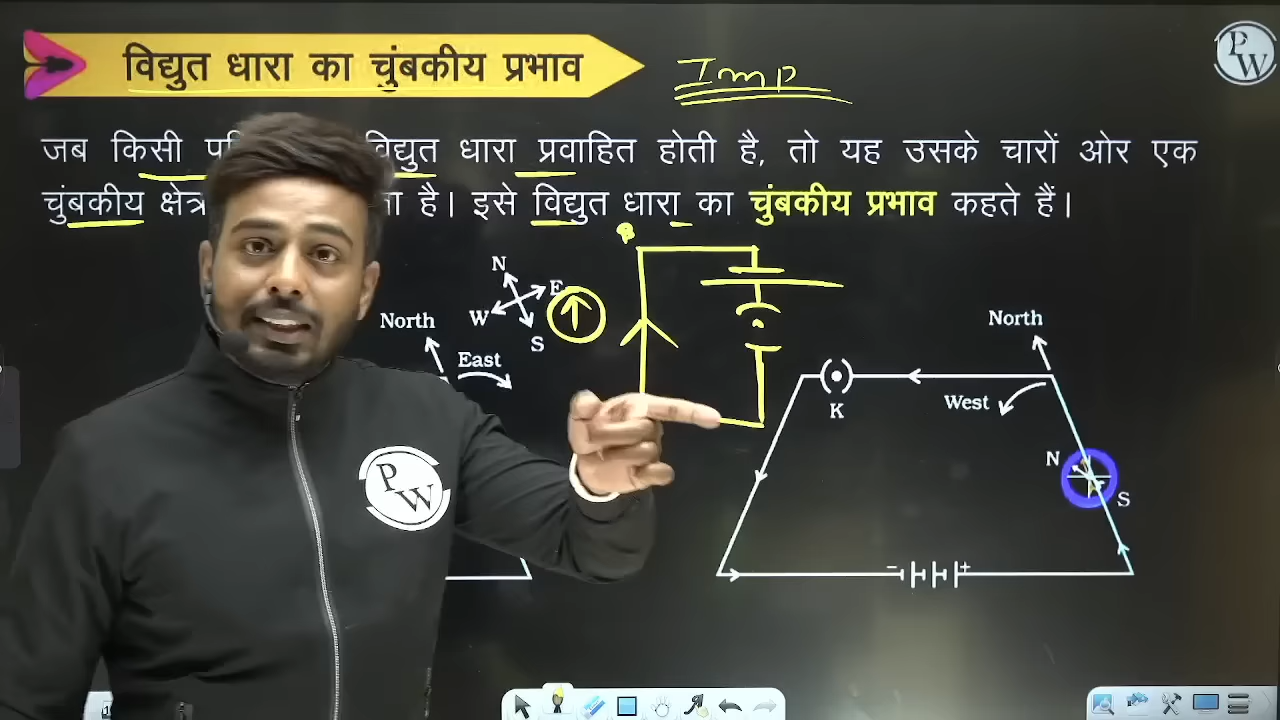 विद्युत धारा का चुंबकीय प्रभाव
Imp
PW
जब किसी विद्युत धारा प्रवाहित होती है, तो यह उसके चारों ओर एक
चुंबकीय क्षेत्र है। इसे विद्युत धारा का चुंबकीय प्रभाव कहते हैं।
N
E
W
S
North
East
North
K
West
N
S
- +
PW